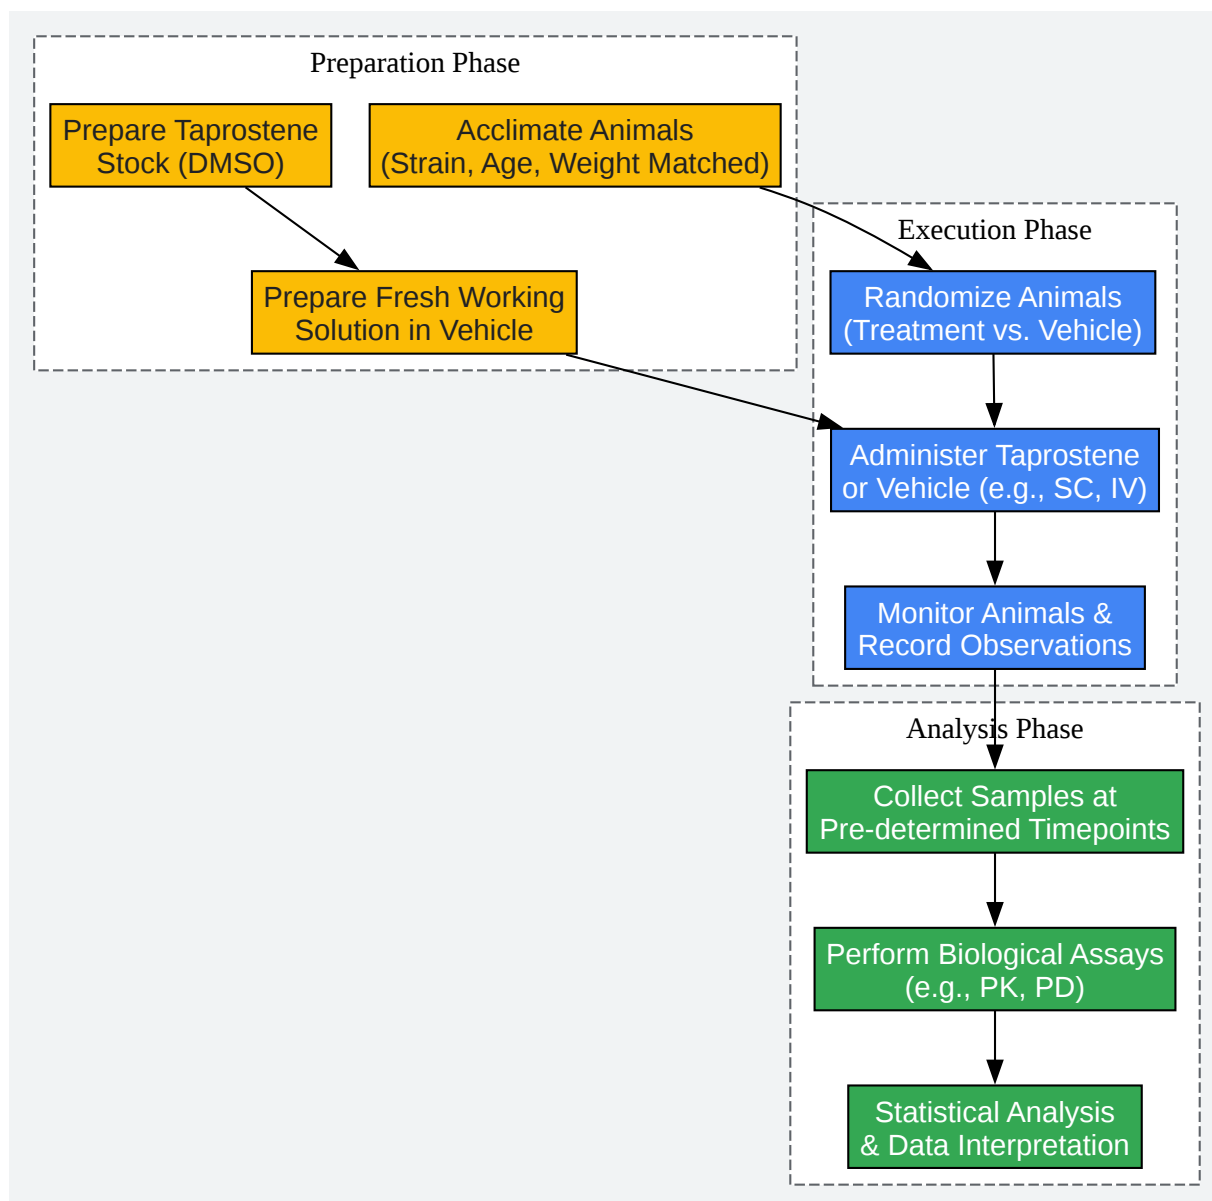 Preparation Phase
Prepare Taprostene
Stock (DMSO)
Acclimate Animals
(Strain, Age, Weight Matched)
Prepare Fresh Working
Solution in Vehicle
Execution Phase
Randomize Animals
(Treatment vs. Vehicle)
Administer Taprostene
or Vehicle (e.g., SC, IV)
Monitor Animals &
Record Observations
Analysis Phase
Collect Samples at
Pre-determined Timepoints
Perform Biological Assays
(e.g., PK, PD)
Statistical Analysis
& Data Interpretation